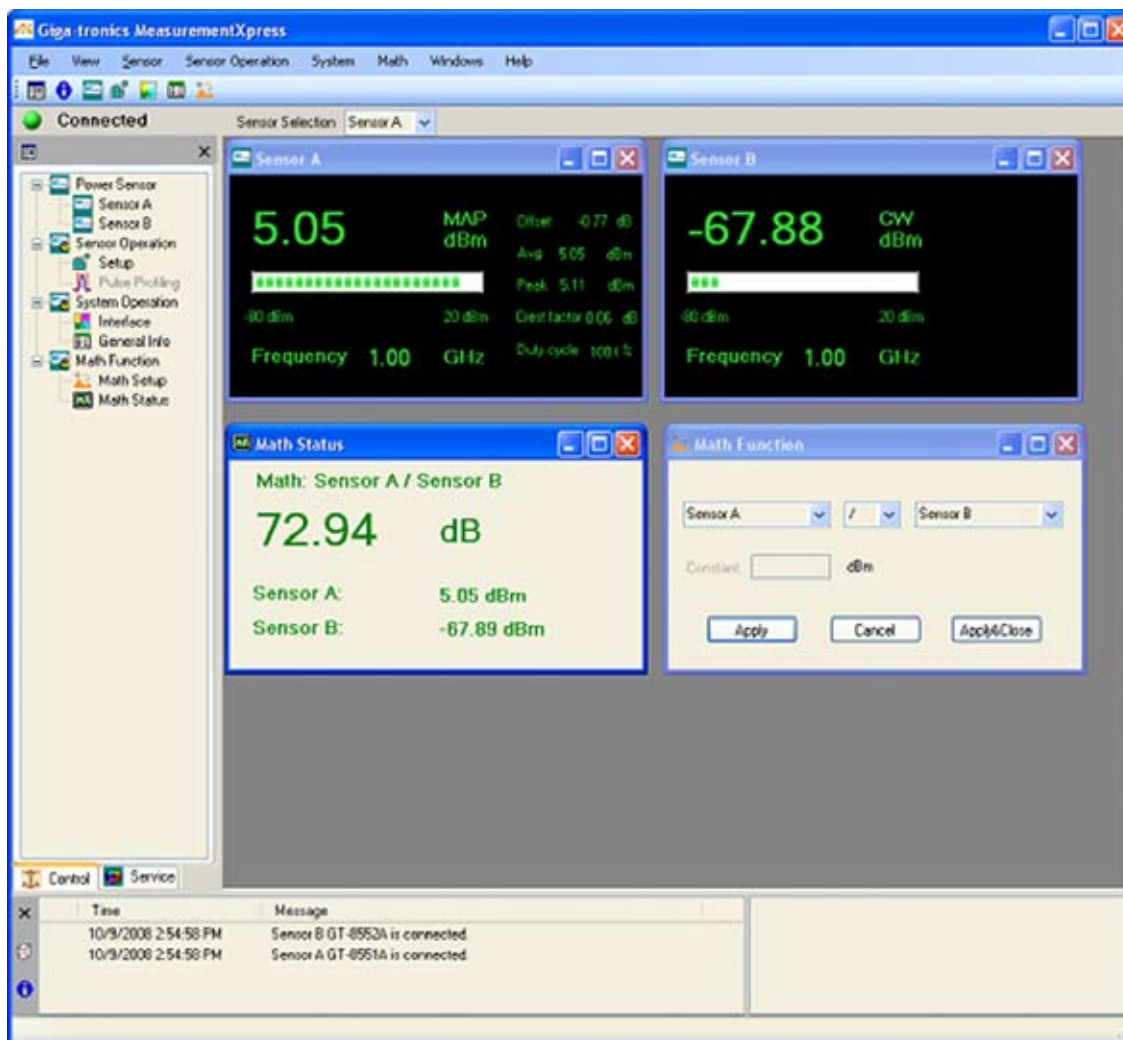 Giga-tronics MeasurementXpress
File View Sensor Sensor Operation System Math Windows Help
Connected
Sensor Selection Sensor A
Power Sensor
Sensor A
Sensor B
Sensor Operation
Setup
Pulse Profiling
System Operation
Interface
General Info
Math Function
Math Setup
Math Status
Control Service
Sensor A
5.05 MAP dBm
-80 dBm 20 dBm
Frequency 1.00 GHz
Offset -0.77 dB
Avg 5.05 dBm
Peak 5.11 dBm
Crest factor 0.06 dB
Duty cycle %
Sensor B
-67.88 CW dBm
-80 dBm 20 dBm
Frequency 1.00 GHz
Math Status
Math: Sensor A / Sensor B
72.94 dB
Sensor A: 5.05 dBm
Sensor B: -67.89 dBm
Math Function
Sensor A / Sensor B
Constant: dBm
Apply Cancel Apply&Close
Time Message
10/9/2008 2:54:58 PM Sensor B GT-8552A is connected.
10/9/2008 2:54:58 PM Sensor A GT-8551A is connected.